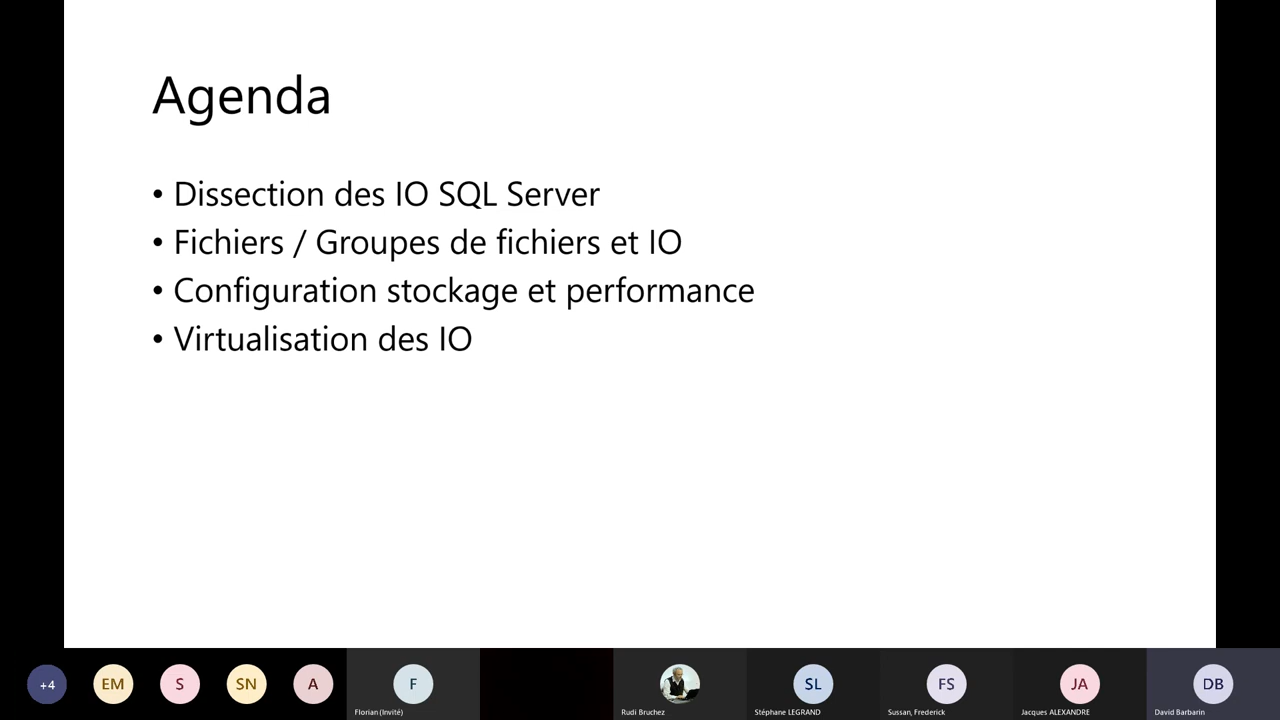 Agenda
• Dissection des IO SQL Server
• Fichiers / Groupes de fichiers et IO
• Configuration stockage et performance
• Virtualisation des IO
+4
EM
S
SN
A
F
SL
FS
JA
DB
Florian (Invité)
Rudi Bruchez
Stéphane LEGRAND
Sussan, Frederick
Jacques ALEXANDRE
David Barbarin